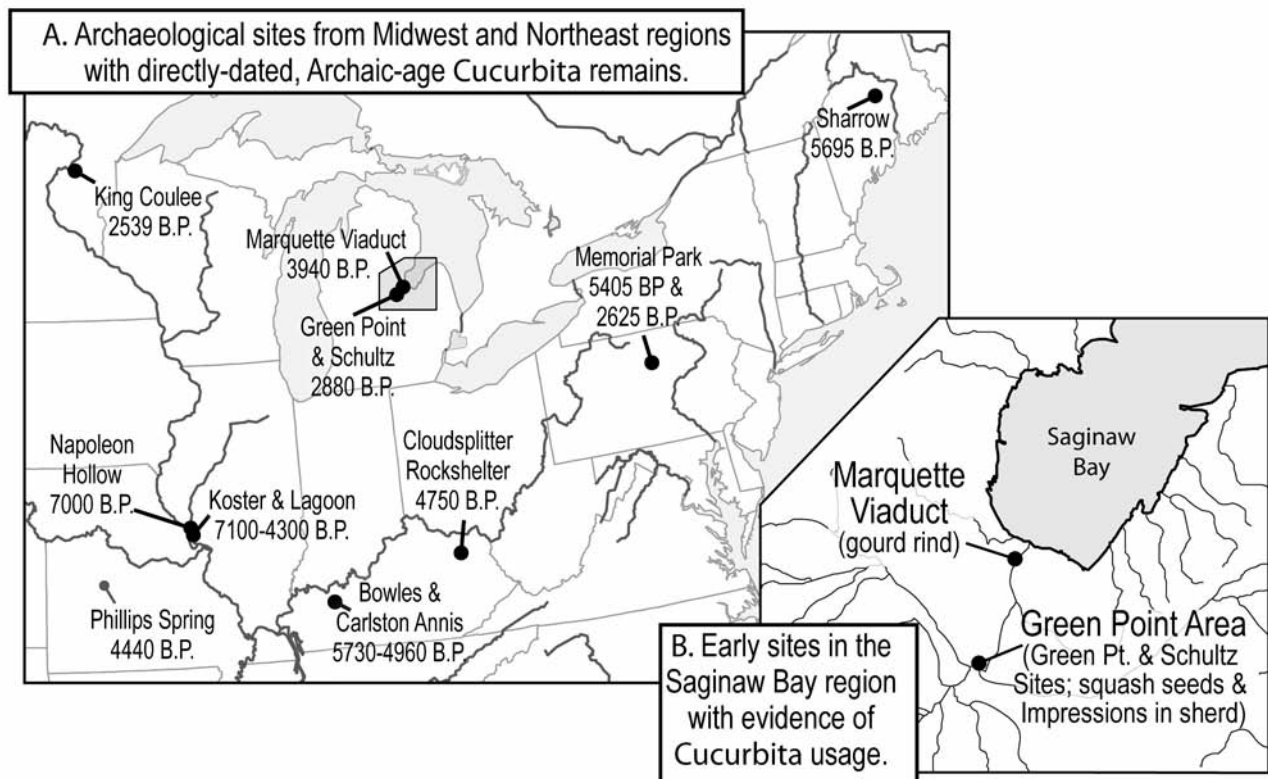 A. Archaeological sites from Midwest and Northeast regions
with directly-dated, Archaic-age Cucurbita remains.
Sharrow
5695 B.P.
King Coulee
2539 B.P.
Marquette Viaduct
3940 B.P.
Memorial Park
5405 BP &
2625 B.P.
Green Point
& Schultz
2880 B.P.
Napoleon
Hollow
7000 B.P.
Koster & Lagoon
7100-4300 B.P.
Cloudsplitter
Rockshelter
4750 B.P.
Phillips Spring
4440 B.P.
Bowles &
Carlston Annis
5730-4960 B.P.
Saginaw
Bay
Marquette
Viaduct
(gourd rind)
Green Point Area
(Green Pt. & Schultz
Sites; squash seeds &
Impressions in sherd)
B. Early sites in the
Saginaw Bay region
with evidence of
Cucurbita usage.